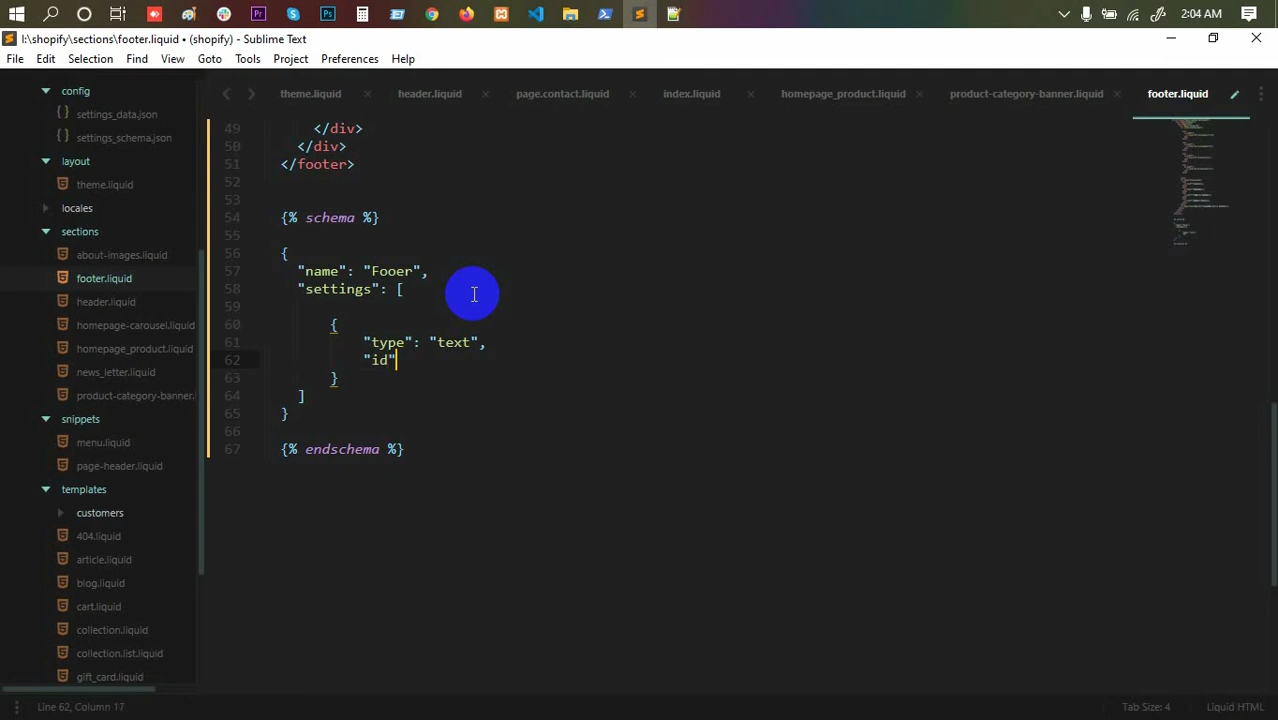 2:04 AM
I:\shopify\sections\footer.liquid • (shopify) - Sublime Text
File Edit Selection Find View Goto Tools Project Preferences Help
config
settings_data.json
settings_schema.json
layout
theme.liquid
locales
sections
about-images.liquid
footer.liquid
header.liquid
homepage-carousel.liquid
homepage_product.liquid
news_letter.liquid
product-category-banner.
snippets
menu.liquid
page-header.liquid
templates
customers
404.liquid
article.liquid
blog.liquid
cart.liquid
collection.liquid
collection.list.liquid
gift_card.liquid
theme.liquid header.liquid page.contact.liquid index.liquid homepage_product.liquid product-category-banner.liquid footer.liquid
49 </div>
50 </div>
51 </footer>
52
53
54 {% schema %}
55
56 {
57 "name": "Fooer",
58 "settings": [
59
60 {
61 "type": "text",
62 "id"
63 }
64 ]
65 }
66
67 {% endschema %}
Line 62, Column 17 Tab Size: 4 Liquid HTML